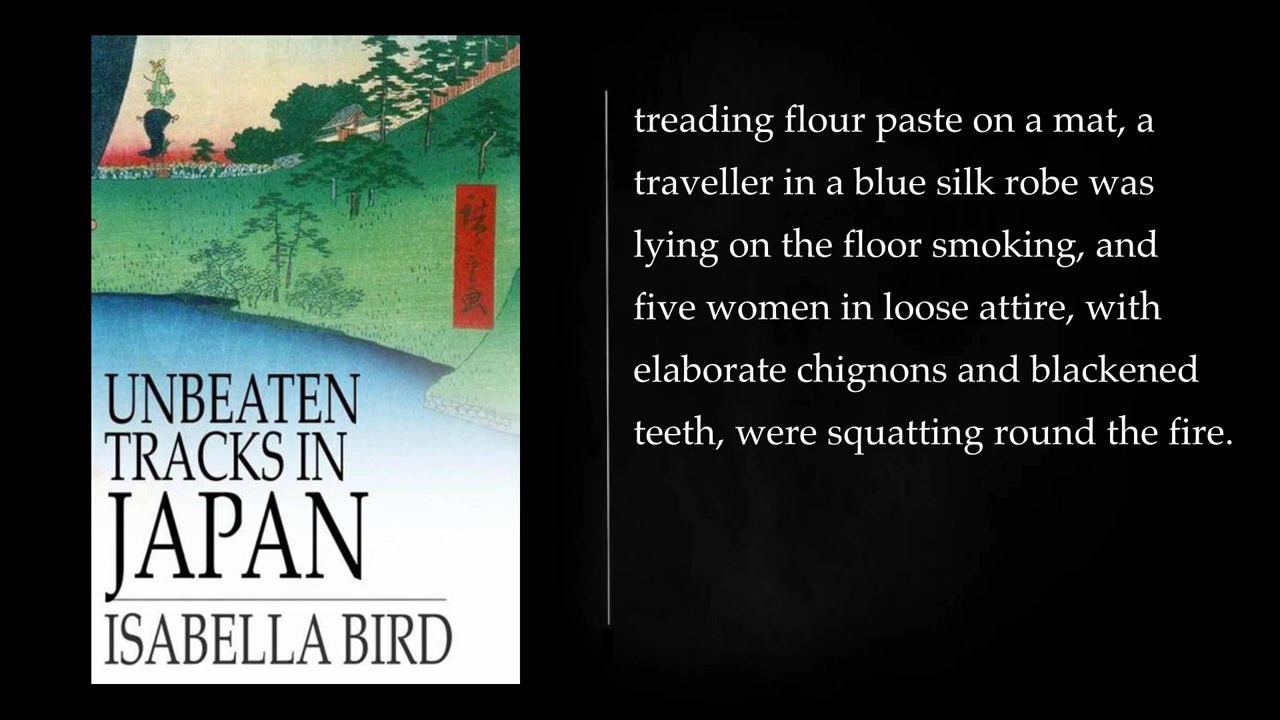 UNBEATEN
TRACKS IN
JAPAN
ISABELLA BIRD
treading flour paste on a mat, a
traveller in a blue silk robe was
lying on the floor smoking, and
five women in loose attire, with
elaborate chignons and blackened
teeth, were squatting round the fire.